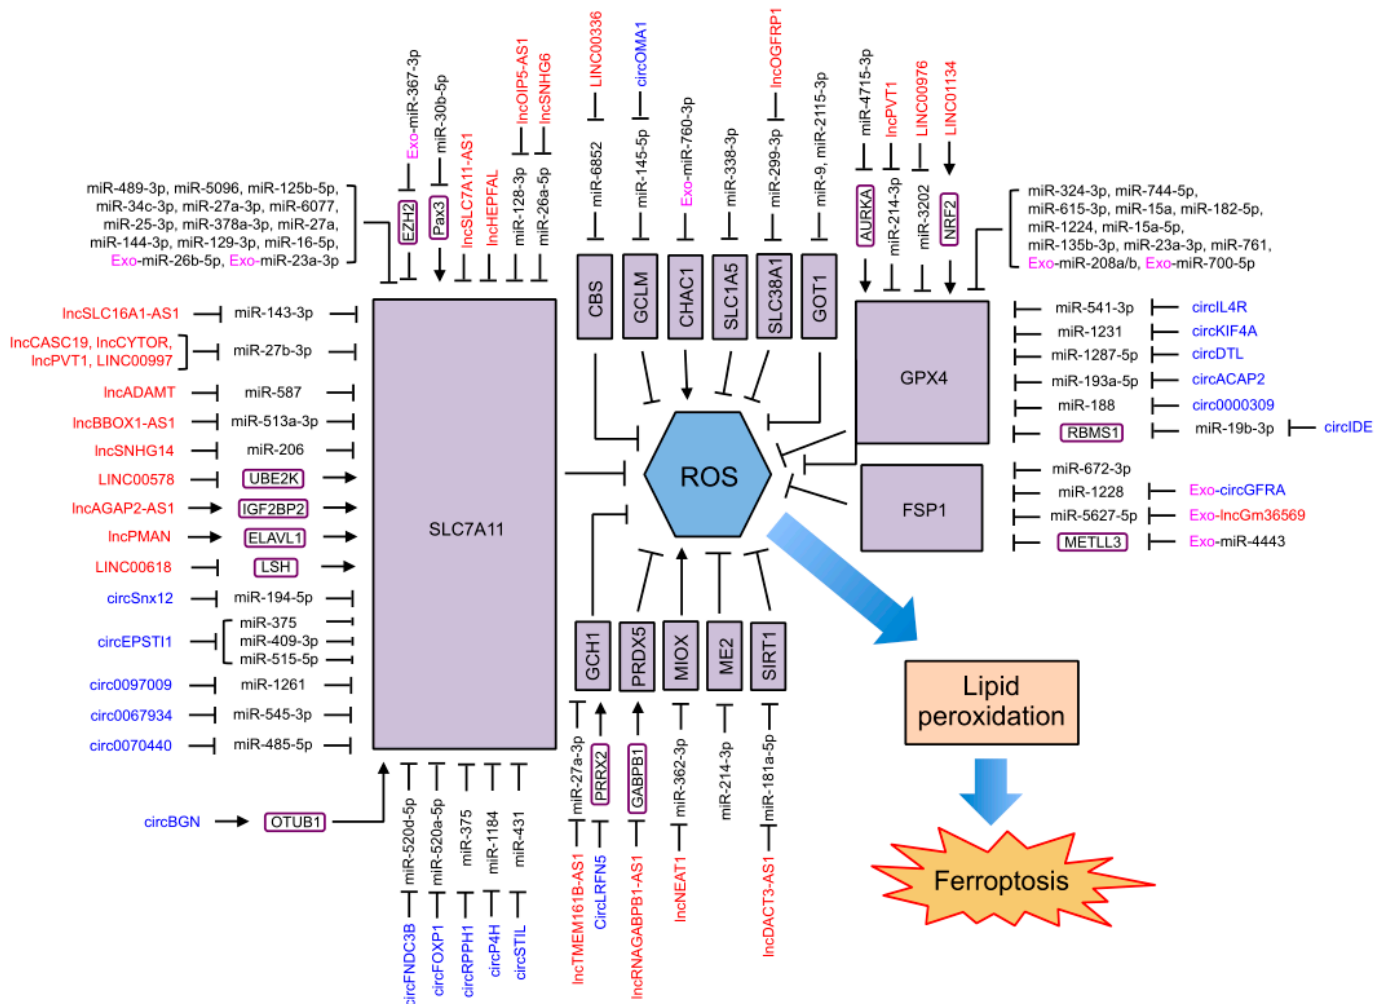 Exo-miR-367-3p
miR-30b-5p
lncOIP5-AS1
lncSNHG6
LINC00336
circOMA1
lncOGFRP1
miR-4715-3p
lncPVT1
LINC00976
LINC01134
EZH2
Pax3
lncSLC7A11-AS1
lncHEPFAL
miR-128-3p
miR-26a-5p
miR-6852
miR-145-5p
Exo-miR-760-3p
miR-338-3p
miR-299-3p
miR-9, miR-2115-3p
AURKA
miR-214-3p
miR-3202
NRF2
miR-489-3p, miR-5096, miR-125b-5p,
miR-34c-3p, miR-27a-3p, miR-6077,
miR-25-3p, miR-378a-3p, miR-27a,
miR-144-3p, miR-129-3p, miR-16-5p,
Exo-miR-26b-5p, Exo-miR-23a-3p
miR-324-3p, miR-744-5p,
miR-615-3p, miR-15a, miR-182-5p,
miR-1224, miR-15a-5p,
miR-135b-3p, miR-23a-3p, miR-761,
Exo-miR-208a/b, Exo-miR-700-5p
CBS
GCLM
CHAC1
SLC1A5
SLC38A1
GOT1
lncSLC16A1-AS1 miR-143-3p
lncCASC19, lncCYTOR,
lncPVT1, LINC00997
miR-27b-3p
lncADAMT miR-587
lncBBOX1-AS1 miR-513a-3p
lncSNHG14 miR-206
LINC00578 UBE2K
lncAGAP2-AS1 IGF2BP2
lncPMAN ELAVL1
LINC00618 LSH
circSnx12 miR-194-5p
circEPSTI1
miR-375
miR-409-3p
miR-515-5p
circ0097009 miR-1261
circ0067934 miR-545-3p
circ0070440 miR-485-5p
circBGN OTUB1
SLC7A11
ROS
GPX4
FSP1
miR-541-3p circIL4R
miR-1231 circKIF4A
miR-1287-5p circDTL
miR-193a-5p circACAP2
miR-188 circ0000309
RBMS1 miR-19b-3p circIDE
miR-672-3p
miR-1228 Exo-circGFRA
miR-5627-5p Exo-lncGm36569
METLL3 Exo-miR-4443
GCH1
PRDX5
MIOX
ME2
SIRT1
miR-27a-3p
PRRX2
GABPB1
miR-362-3p
miR-214-3p
miR-181a-5p
lncTMEM161B-AS1
CircLRFN5
lncRNAGABPB1-AS1
lncNEAT1
lncDACT3-AS1
miR-520d-5p
miR-520a-5p
miR-375
miR-1184
miR-431
circFNDC3B
circFOXP1
circRPPH1
circP4H
circSTIL
Lipid
peroxidation
Ferroptosis